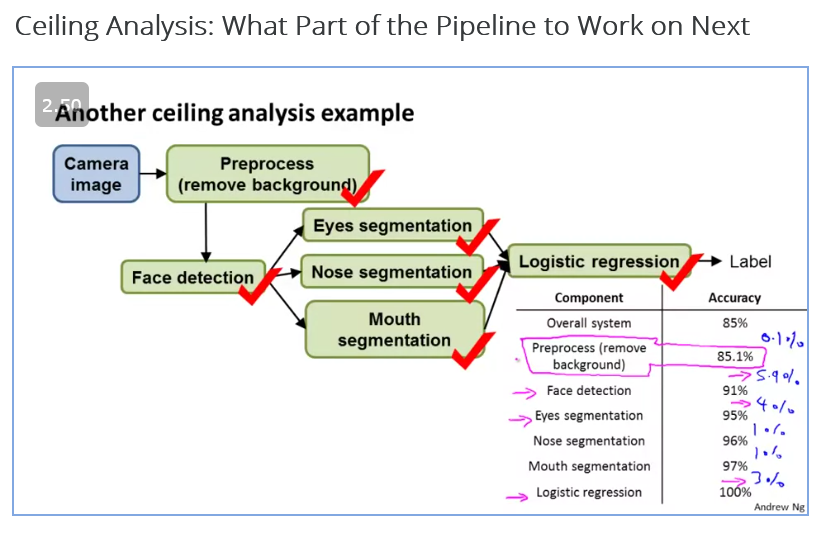 Ceiling Analysis: What Part of the Pipeline to Work on Next
2.50
Another ceiling analysis example
Camera
image
Preprocess
(remove background)
Eyes segmentation
Face detection
Nose segmentation
Mouth
segmentation
Logistic regression
Label
Component Accuracy
Overall system 85%
0.1%
Preprocess (remove
background) 85.1%
5.9%
Face detection 91%
4%
Eyes segmentation 95%
1%
Nose segmentation 96%
1%
Mouth segmentation 97%
3%
Logistic regression 100%
Andrew Ng